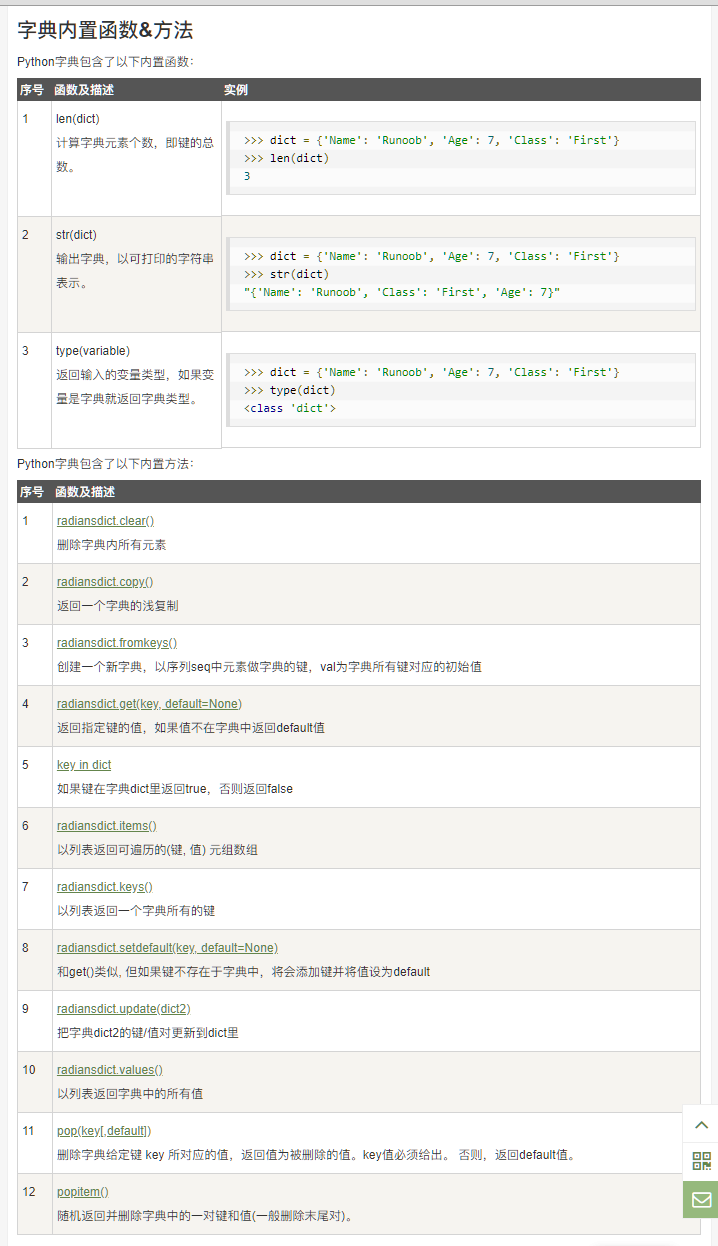 字典内置函数&方法
Python字典包含了以下内置函数：
序号 函数及描述 实例
1 len(dict)
计算字典元素个数，即键的总
数。
>>> dict = {'Name': 'Runoob', 'Age': 7, 'Class': 'First'}
>>> len(dict)
3
2 str(dict)
输出字典，以可打印的字符串
表示。
>>> dict = {'Name': 'Runoob', 'Age': 7, 'Class': 'First'}
>>> str(dict)
"{'Name': 'Runoob', 'Class': 'First', 'Age': 7}"
3 type(variable)
返回输入的变量类型，如果变
量是字典就返回字典类型。
>>> dict = {'Name': 'Runoob', 'Age': 7, 'Class': 'First'}
>>> type(dict)
<class 'dict'>
Python字典包含了以下内置方法：
序号 函数及描述
1 radiansdict.clear()
删除字典内所有元素
2 radiansdict.copy()
返回一个字典的浅复制
3 radiansdict.fromkeys()
创建一个新字典，以序列seq中元素做字典的键，val为字典所有键对应的初始值
4 radiansdict.get(key, default=None)
返回指定键的值，如果值不在字典中返回default值
5 key in dict
如果键在字典dict里返回true，否则返回false
6 radiansdict.items()
以列表返回可遍历的(键, 值) 元组数组
7 radiansdict.keys()
以列表返回一个字典所有的键
8 radiansdict.setdefault(key, default=None)
和get()类似, 但如果键不存在于字典中，将会添加键并将值设为default
9 radiansdict.update(dict2)
把字典dict2的键/值对更新到dict里
10 radiansdict.values()
以列表返回字典中的所有值
11 pop(key[,default])
删除字典给定键 key 所对应的值，返回值为被删除的值。key值必须给出。 否则，返回default值。
12 popitem()
随机返回并删除字典中的一对键和值(一般删除末尾对)。